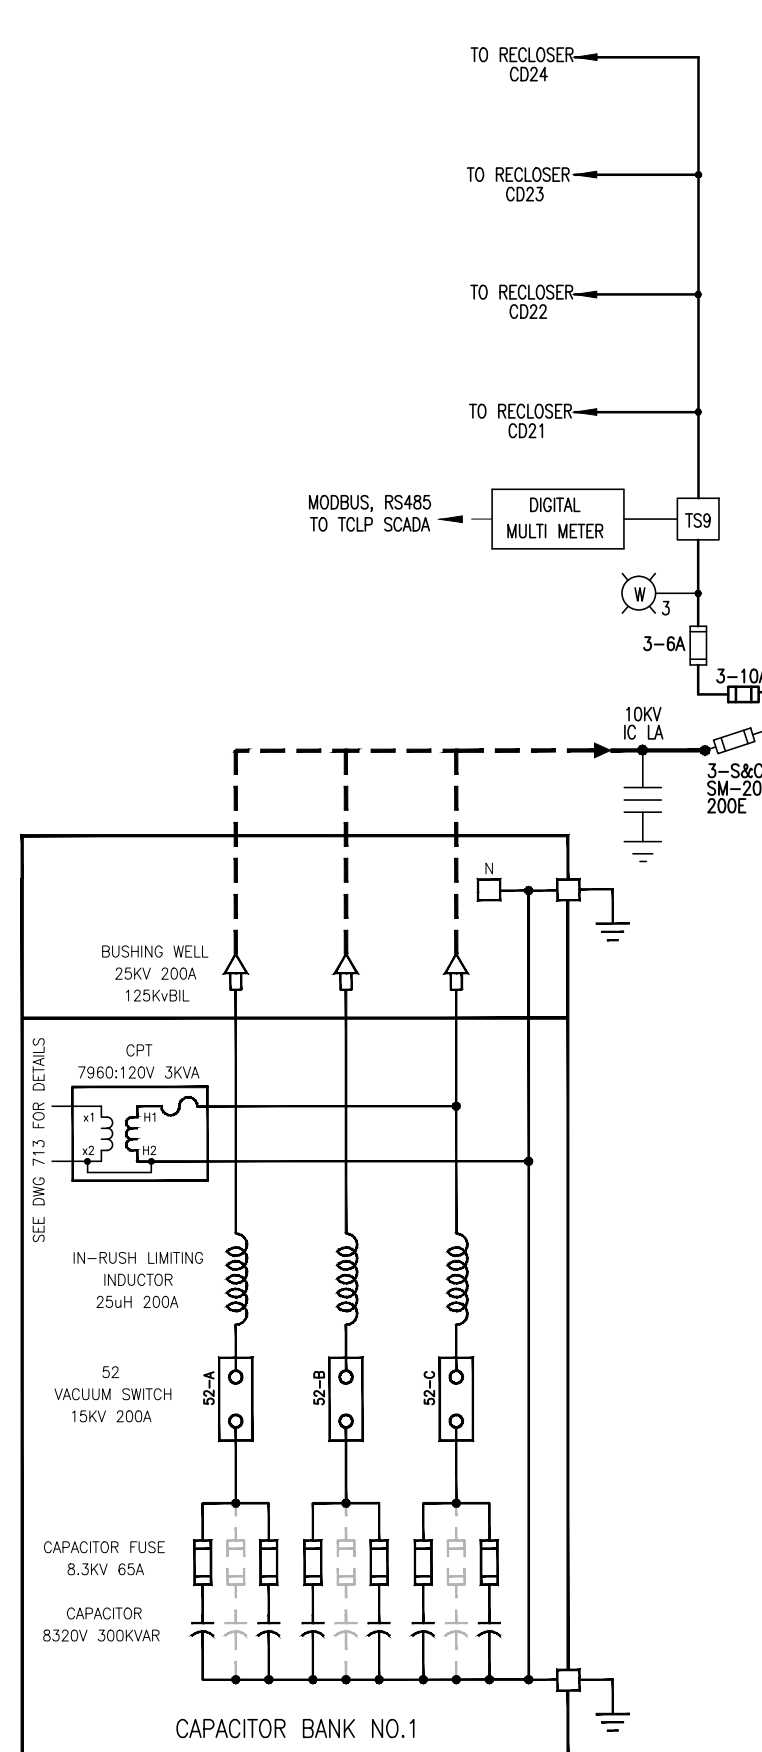 TO RECLOSER
CD24
TO RECLOSER
CD23
TO RECLOSER
CD22
TO RECLOSER
CD21
MODBUS, RS485
TO TCLP SCADA
DIGITAL
MULTI METER
TS9
W
3
3-6A
3-10A
10KV
IC LA
3-S&C
SM-20
200E
N
BUSHING WELL
25KV 200A
125KvBIL
SEE DWG 713 FOR DETAILS
CPT
7960:120V 3KVA
x1
H1
x2
H2
IN-RUSH LIMITING
INDUCTOR
25uH 200A
52
VACUUM SWITCH
15KV 200A
52-A
52-B
52-C
CAPACITOR FUSE
8.3KV 65A
CAPACITOR
8320V 300KVAR
CAPACITOR BANK NO.1